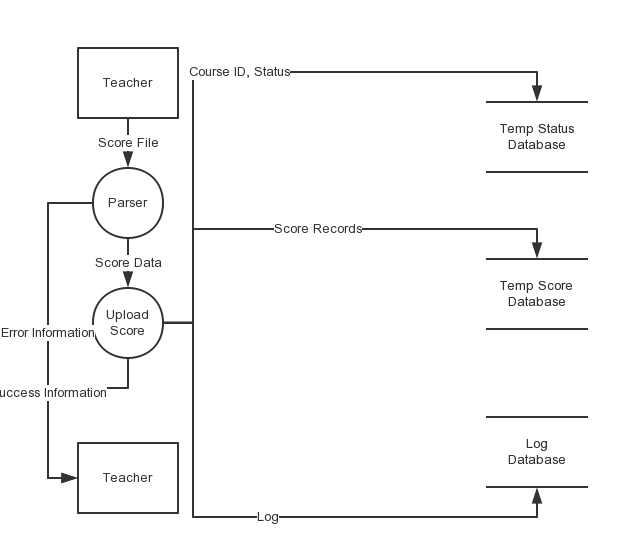 Course ID, Status
Teacher
Temp Status
Database
Score File
Parser
Score Records
Score Data
Temp Score
Database
Upload
Score
Error Information
uccess Information
Log
Database
Teacher
Log